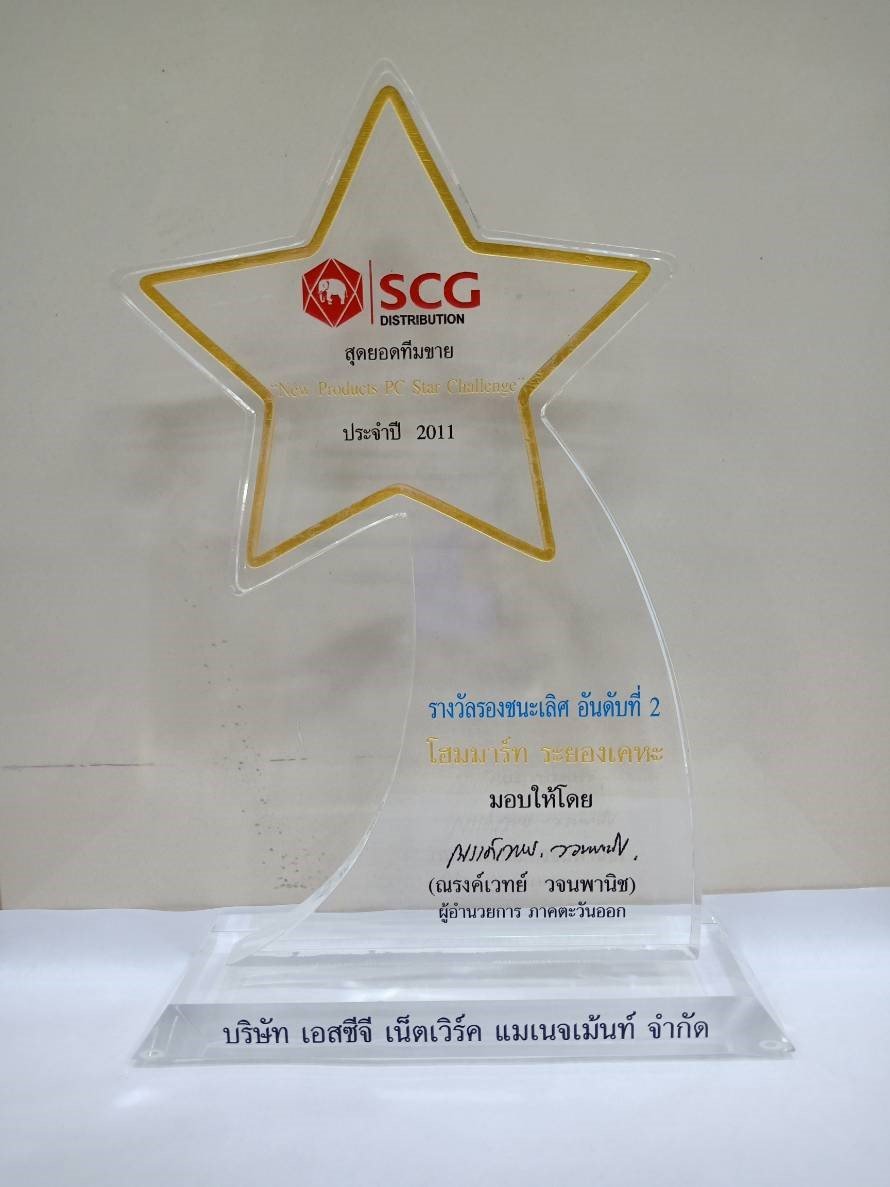 SCG
DISTRIBUTION
สุดยอดทีมขาย
"New Products PC Star Challenge"
ประจำปี 2011
รางวัลรองชนะเลิศ อันดับที่ 2
โฮมมาร์ท ระยองเคหะ
มอบให้โดย
(ณรงค์เวทย์ วจนพานิช)
ผู้อำนวยการ ภาคตะวันออก
บริษัท เอสซีจี เน็ตเวิร์ค แมเนจเม้นท์ จำกัด